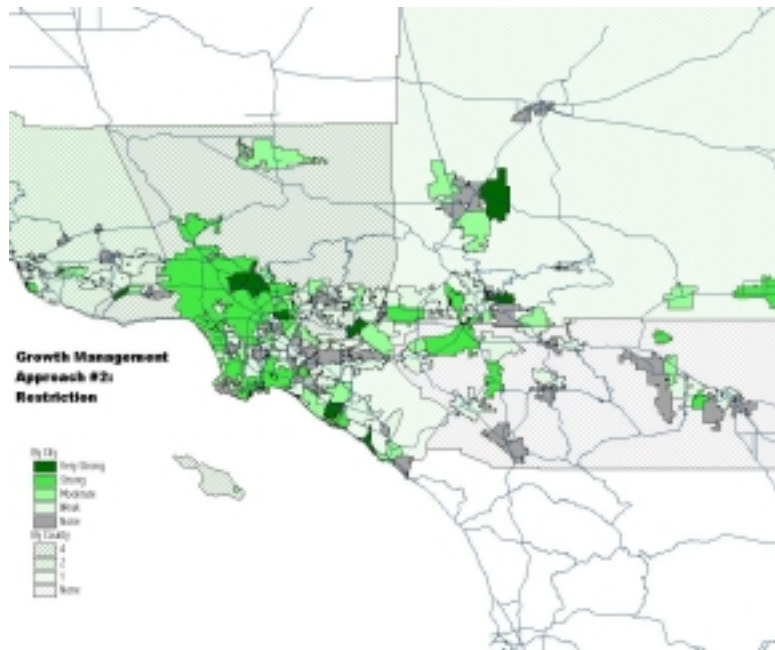 Growth Management
Approach #2:
Restriction
By City
Very Strong
Strong
Moderate
Weak
None
By County
4
2
1
None